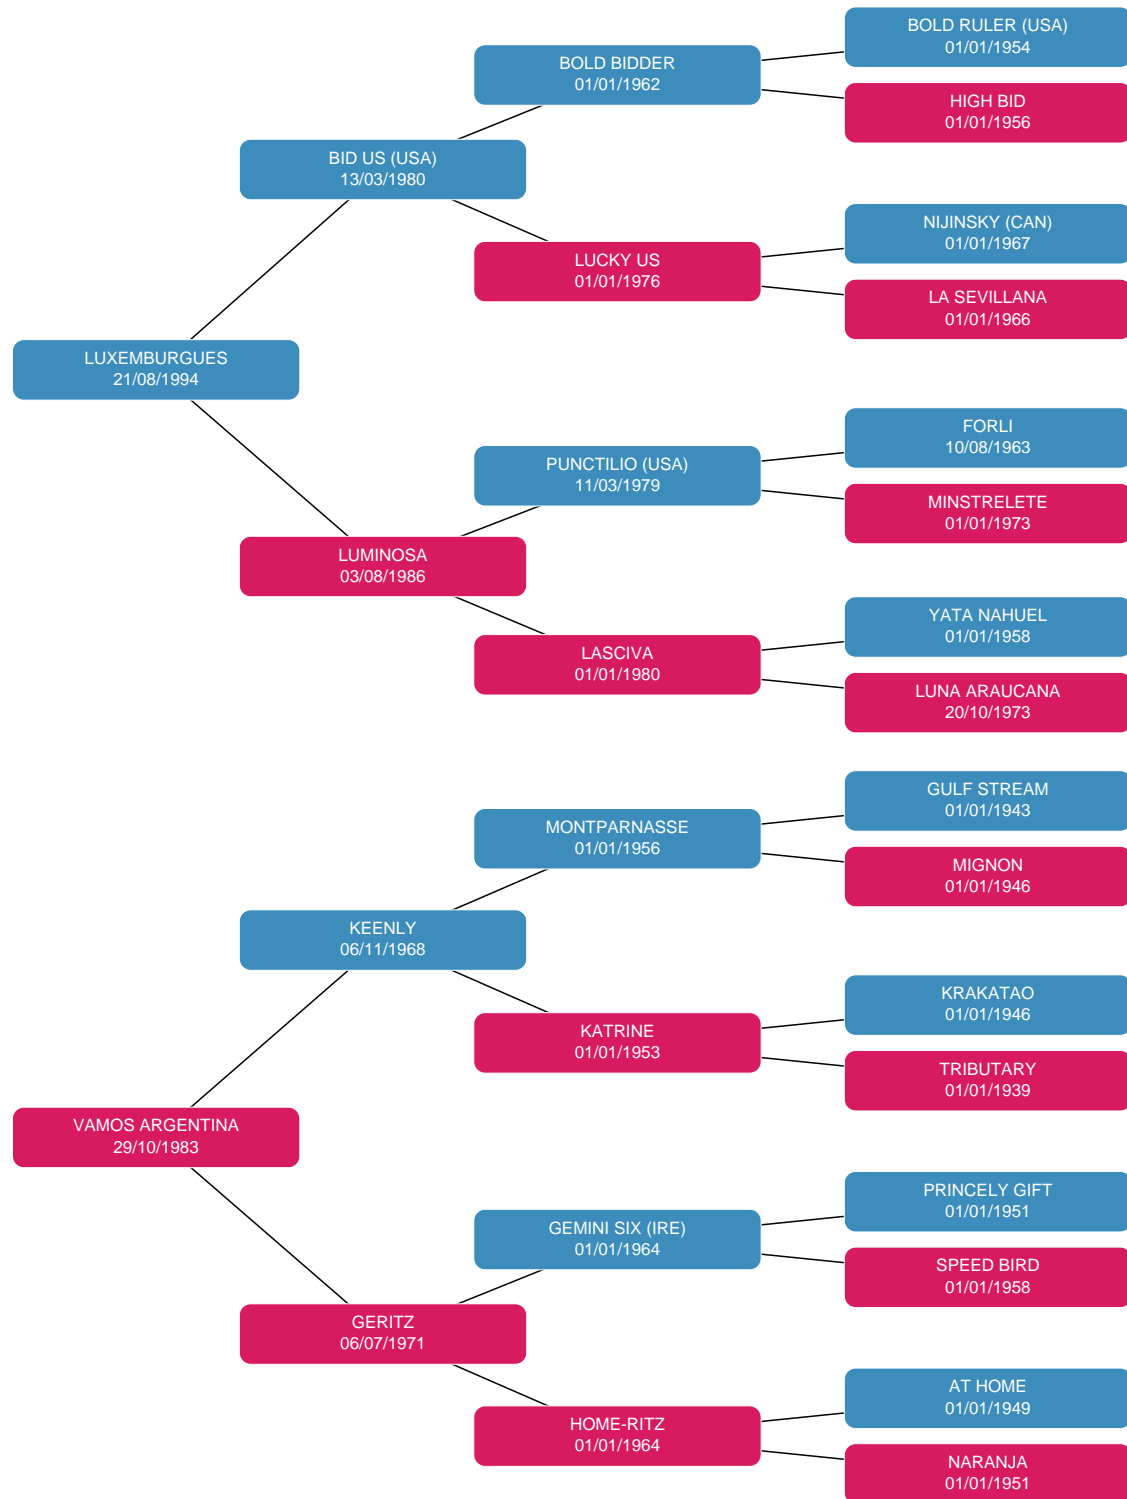 BOLD RULER (USA)
01/01/1954
BOLD BIDDER
01/01/1962
HIGH BID
01/01/1956
BID US (USA)
13/03/1980
NIJINSKY (CAN)
01/01/1967
LUCKY US
01/01/1976
LA SEVILLANA
01/01/1966
LUXEMBURGUES
21/08/1994
FORLI
10/08/1963
PUNCTILIO (USA)
11/03/1979
MINSTRELETE
01/01/1973
LUMINOSA
03/08/1986
YATA NAHUEL
01/01/1958
LASCIVA
01/01/1980
LUNA ARAUCANA
20/10/1973
GULF STREAM
01/01/1943
MONTPARNASSE
01/01/1956
MIGNON
01/01/1946
KEENLY
06/11/1968
KRAKATAO
01/01/1946
KATRINE
01/01/1953
TRIBUTARY
01/01/1939
VAMOS ARGENTINA
29/10/1983
PRINCELY GIFT
01/01/1951
GEMINI SIX (IRE)
01/01/1964
SPEED BIRD
01/01/1958
GERITZ
06/07/1971
AT HOME
01/01/1949
HOME-RITZ
01/01/1964
NARANJA
01/01/1951